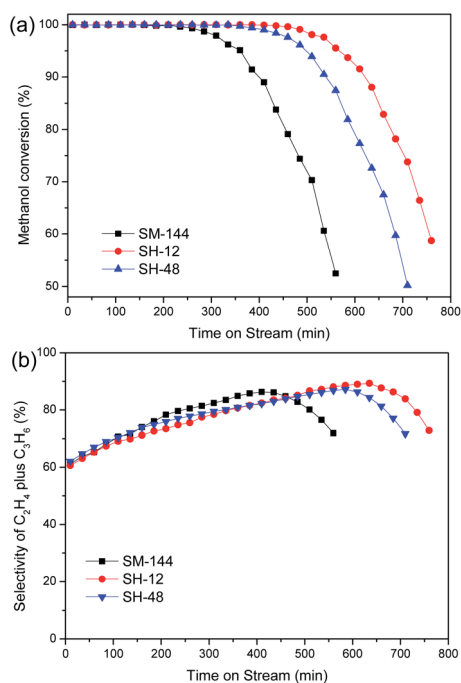 (a)
100
90
80
70
60
50
Methanol conversion (%)
SM-144
SH-12
SH-48
0 100 200 300 400 500 600 700 800
Time on Stream (min)
(b)
100
80
60
40
20
0
Selectivity of C₂H₄ plus C₃H₆ (%)
SM-144
SH-12
SH-48
0 100 200 300 400 500 600 700 800
Time on Stream (min)